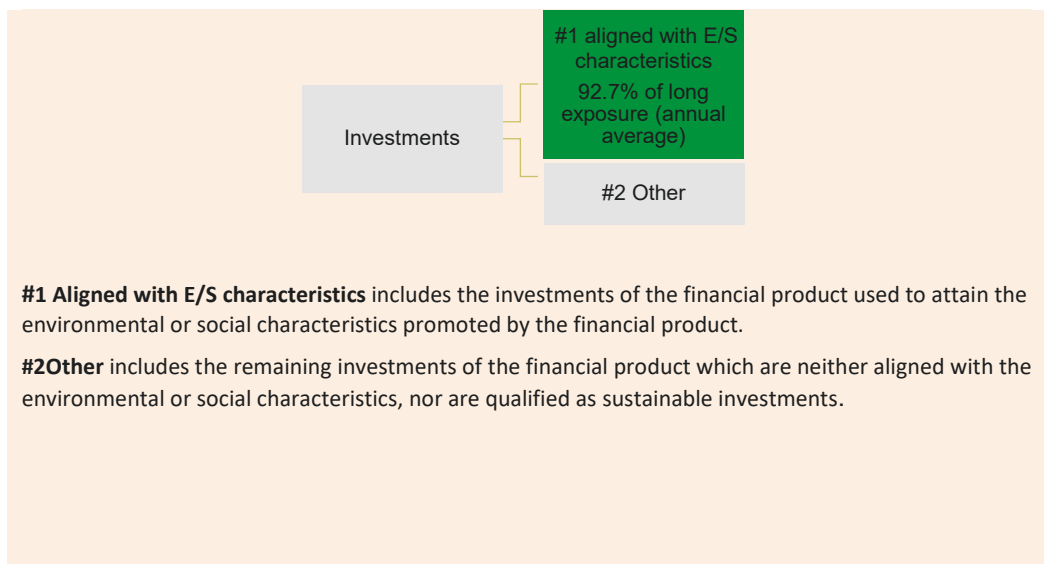 #1 aligned with E/S
characteristics
92.7% of long
exposure (annual
average)
Investments
#2 Other
#1 Aligned with E/S characteristics includes the investments of the financial product used to attain the
environmental or social characteristics promoted by the financial product.
#2Other includes the remaining investments of the financial product which are neither aligned with the
environmental or social characteristics, nor are qualified as sustainable investments.